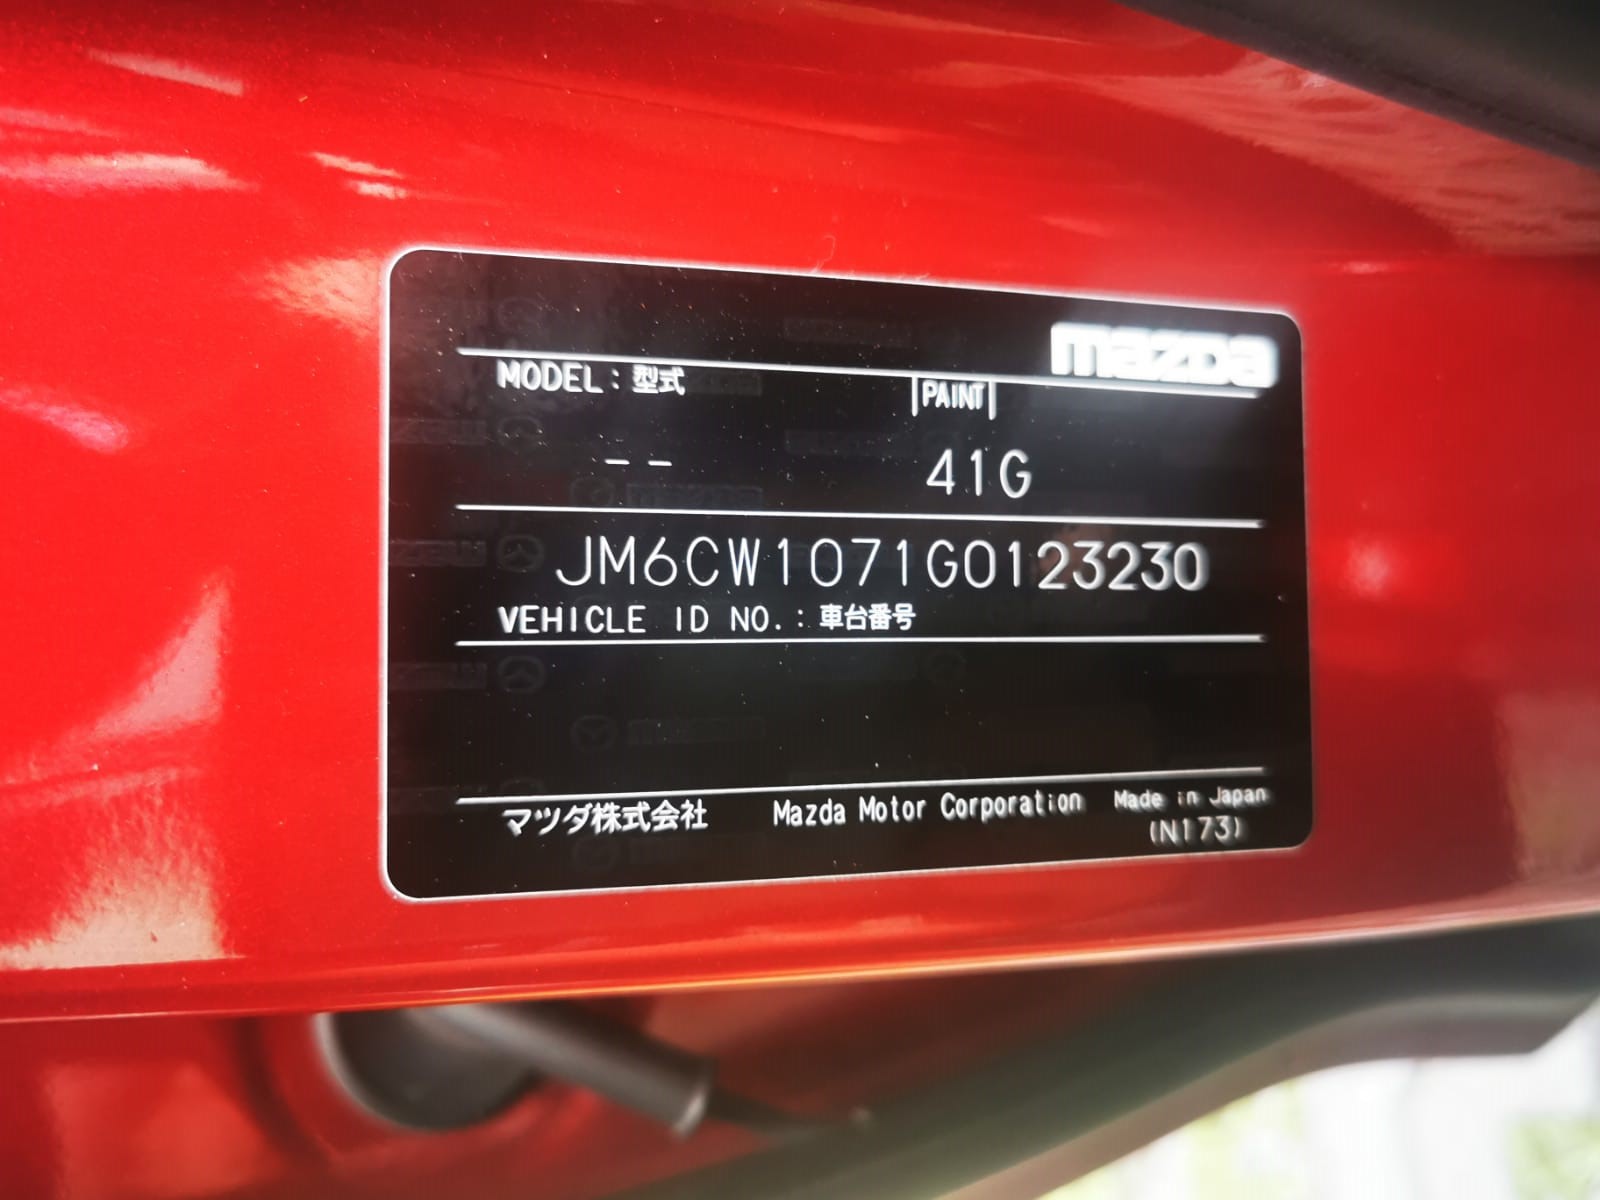 mazda
MODEL: 型式 PAINT
-- 41G
JM6CW1071G0123230
VEHICLE ID NO.: 車台番号
マツダ株式会社 Mazda Motor Corporation Made in Japan
(N173)